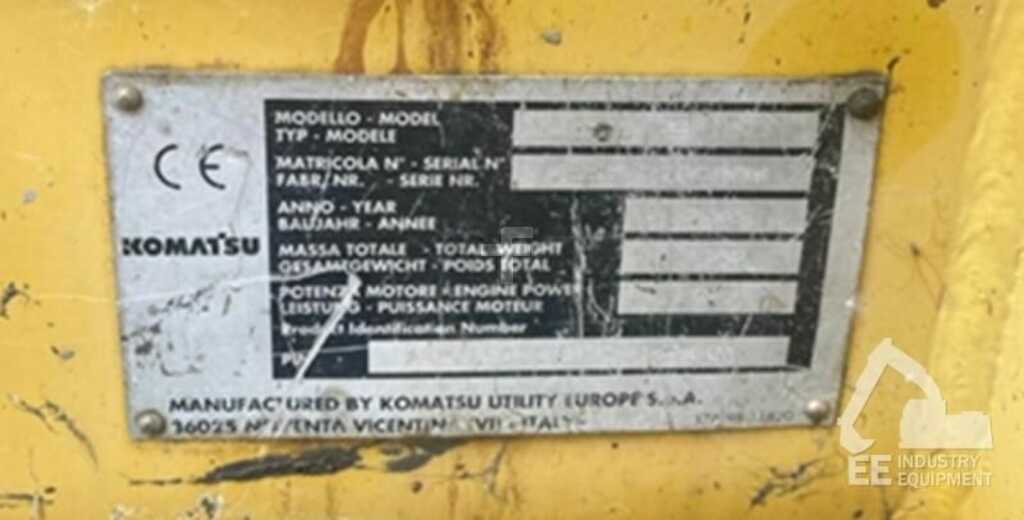 CE
KOMATSU
MODELLO - MODEL
TYP - MODELE
MATRICOLA N° - SERIAL N°
FABR. NR. - SERIE NR.
ANNO - YEAR
BAUJAHR - ANNEE
MASSA TOTALE - TOTAL WEIGHT
GESAMTGEWICHT - POIDS TOTAL
POTENZA MOTORE - ENGINE POWER
LEISTUNG - PUISSANCE MOTEUR
Product Identification Number
MANUFACTURED BY KOMATSU UTILITY EUROPE S.p.A.
36025 NOVENTA VICENTINA (VI) - ITALY
EE INDUSTRY
EQUIPMENT